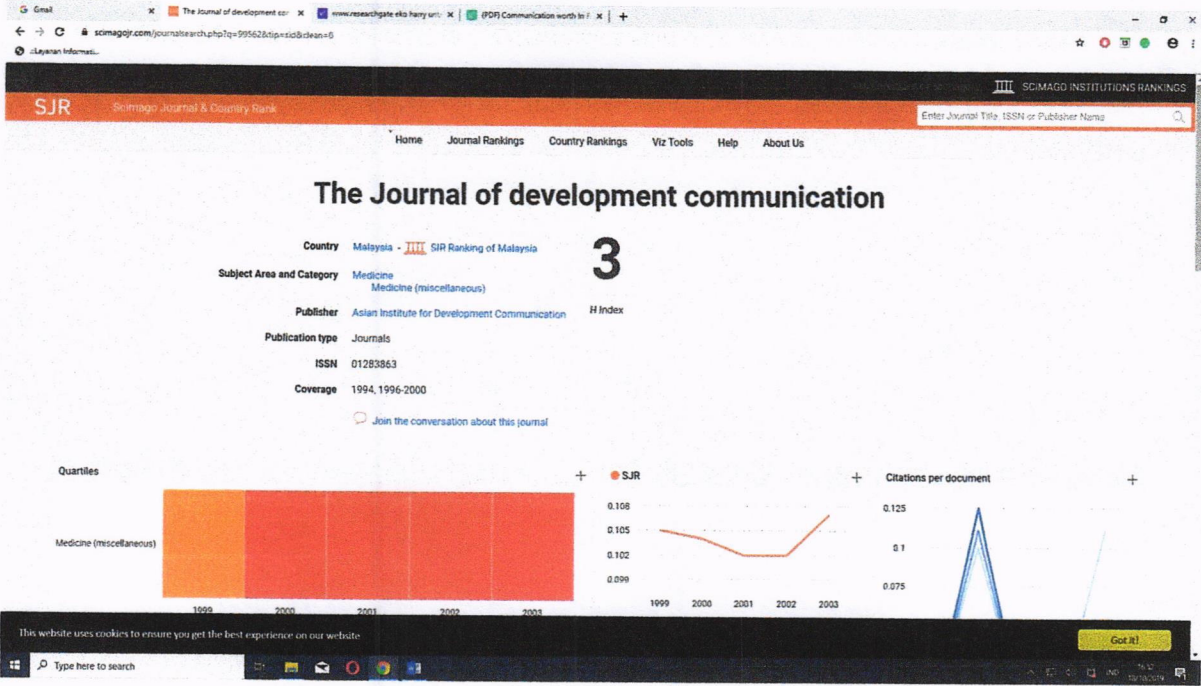 Gmail
The Journal of development cor
www.researchgate eko harry
(PDF) Communication worth in
scimagojr.com/journalsearch.php?q=99562&tip=sid&clean=0
SCIMAGO INSTITUTIONS RANKINGS
SJR
Scimago Journal & Country Rank
Enter Journal Title, ISSN or Publisher Name
Home Journal Rankings Country Rankings Viz Tools Help About Us
The Journal of development communication
Country Malaysia - SIR Ranking of Malaysia
3
Subject Area and Category Medicine
Medicine (miscellaneous)
Publisher Asian Institute for Development Communication
H Index
Publication type Journals
ISSN 01283863
Coverage 1994, 1996-2000
Join the conversation about this journal
Quartiles
Medicine (miscellaneous)
1999 2000 2001 2002 2003
SJR
0.108
0.105
0.102
0.099
1999 2000 2001 2002 2003
Citations per document
0.125
0.1
0.075
This website uses cookies to ensure you get the best experience on our website
Got it!
Type here to search
IND